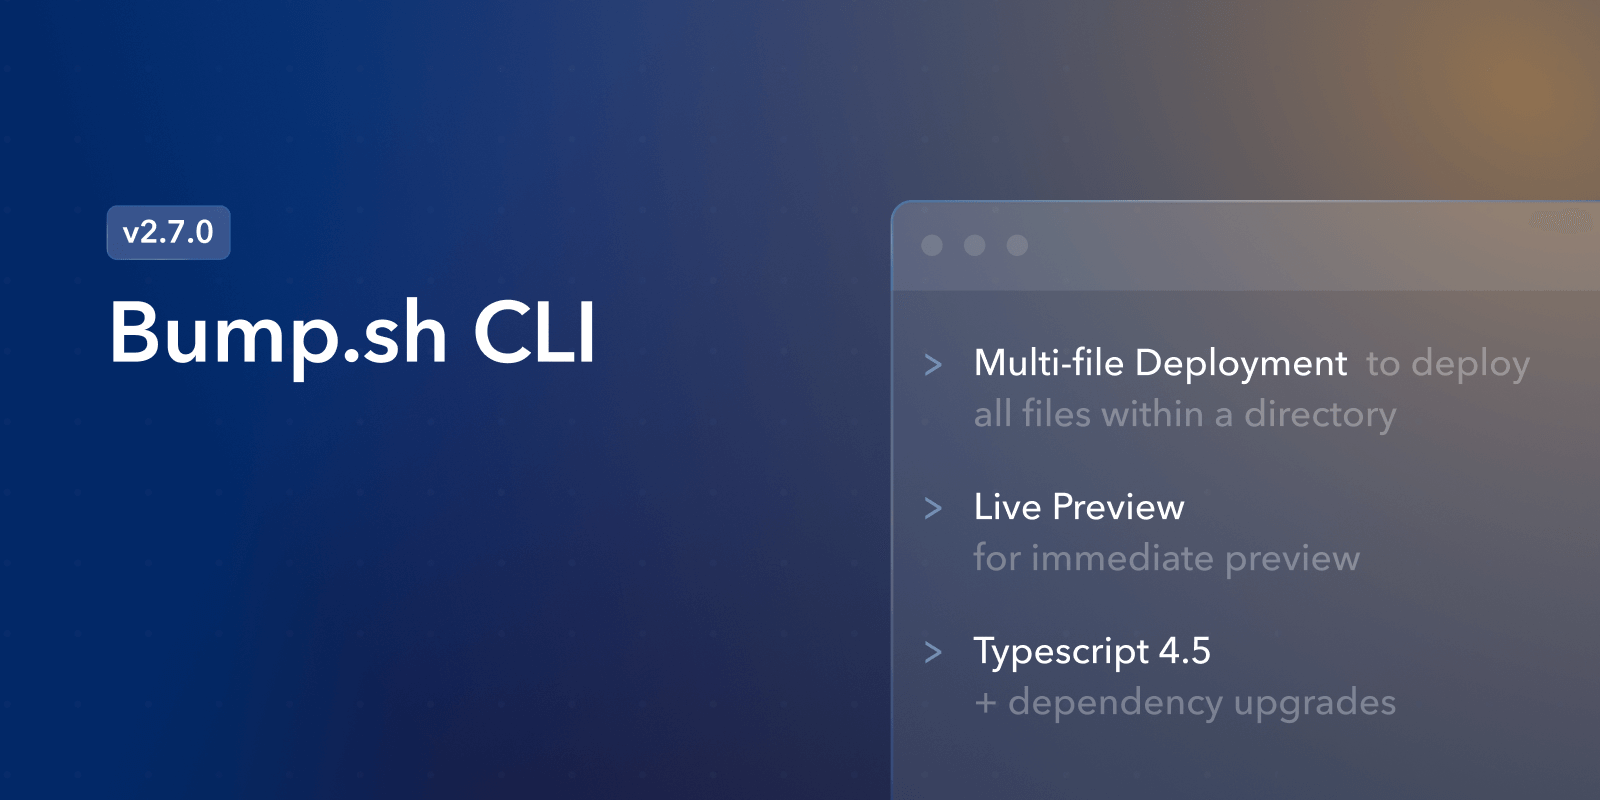 v2.7.0
Bump.sh CLI
> Multi-file Deployment to deploy
all files within a directory
> Live Preview
for immediate preview
> Typescript 4.5
+ dependency upgrades